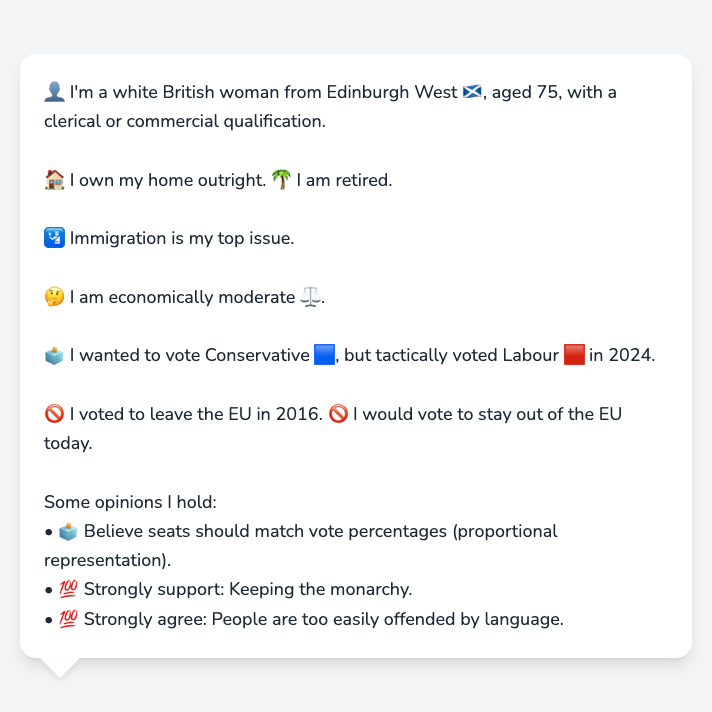 👤 I'm a white British woman from Edinburgh West 🏴󠁧󠁢󠁳󠁣󠁴󠁿, aged 75, with a
clerical or commercial qualification.
🏠 I own my home outright. 🌴 I am retired.
🛂 Immigration is my top issue.
🤔 I am economically moderate ⚖️.
🗳️ I wanted to vote Conservative 🟦, but tactically voted Labour 🟥 in 2024.
🚫 I voted to leave the EU in 2016. 🚫 I would vote to stay out of the EU
today.
Some opinions I hold:
• 🗳️ Believe seats should match vote percentages (proportional
representation).
• 💯 Strongly support: Keeping the monarchy.
• 💯 Strongly agree: People are too easily offended by language.